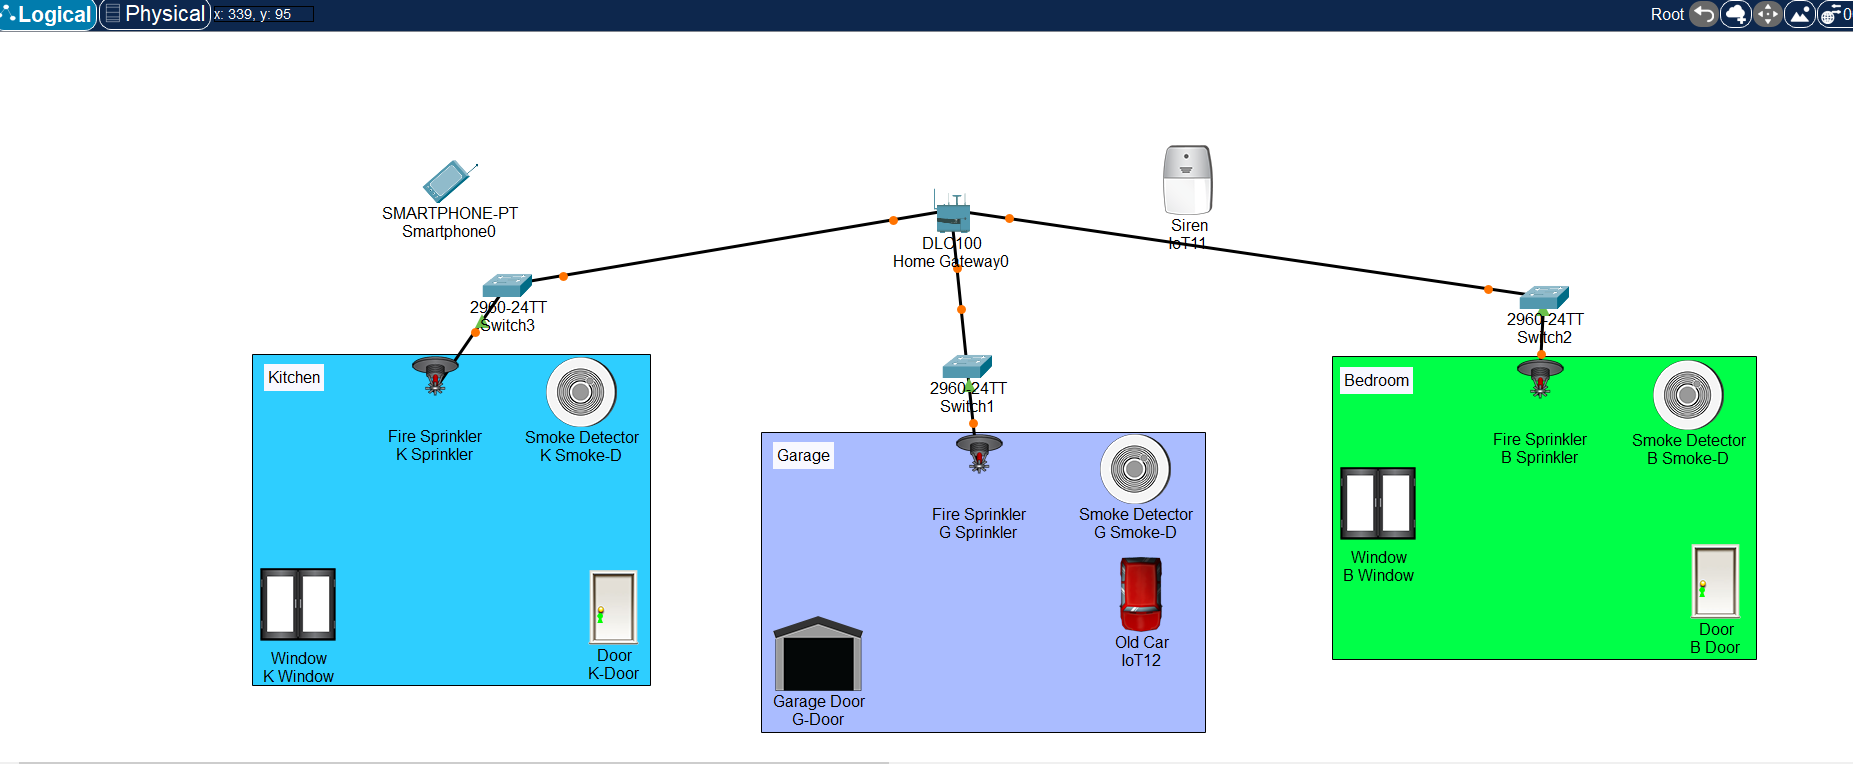 Logical Physical x: 339, y: 95 Root 0
SMARTPHONE-PT
Smartphone0
DLC100
Home Gateway0
Siren
IoT11
2960-24TT
Switch3
2960-24TT
Switch1
2960-24TT
Switch2
Kitchen
Fire Sprinkler
K Sprinkler
Smoke Detector
K Smoke-D
Window
K Window
Door
K-Door
Garage
Fire Sprinkler
G Sprinkler
Smoke Detector
G Smoke-D
Old Car
IoT12
Garage Door
G-Door
Bedroom
Fire Sprinkler
B Sprinkler
Smoke Detector
B Smoke-D
Window
B Window
Door
B Door